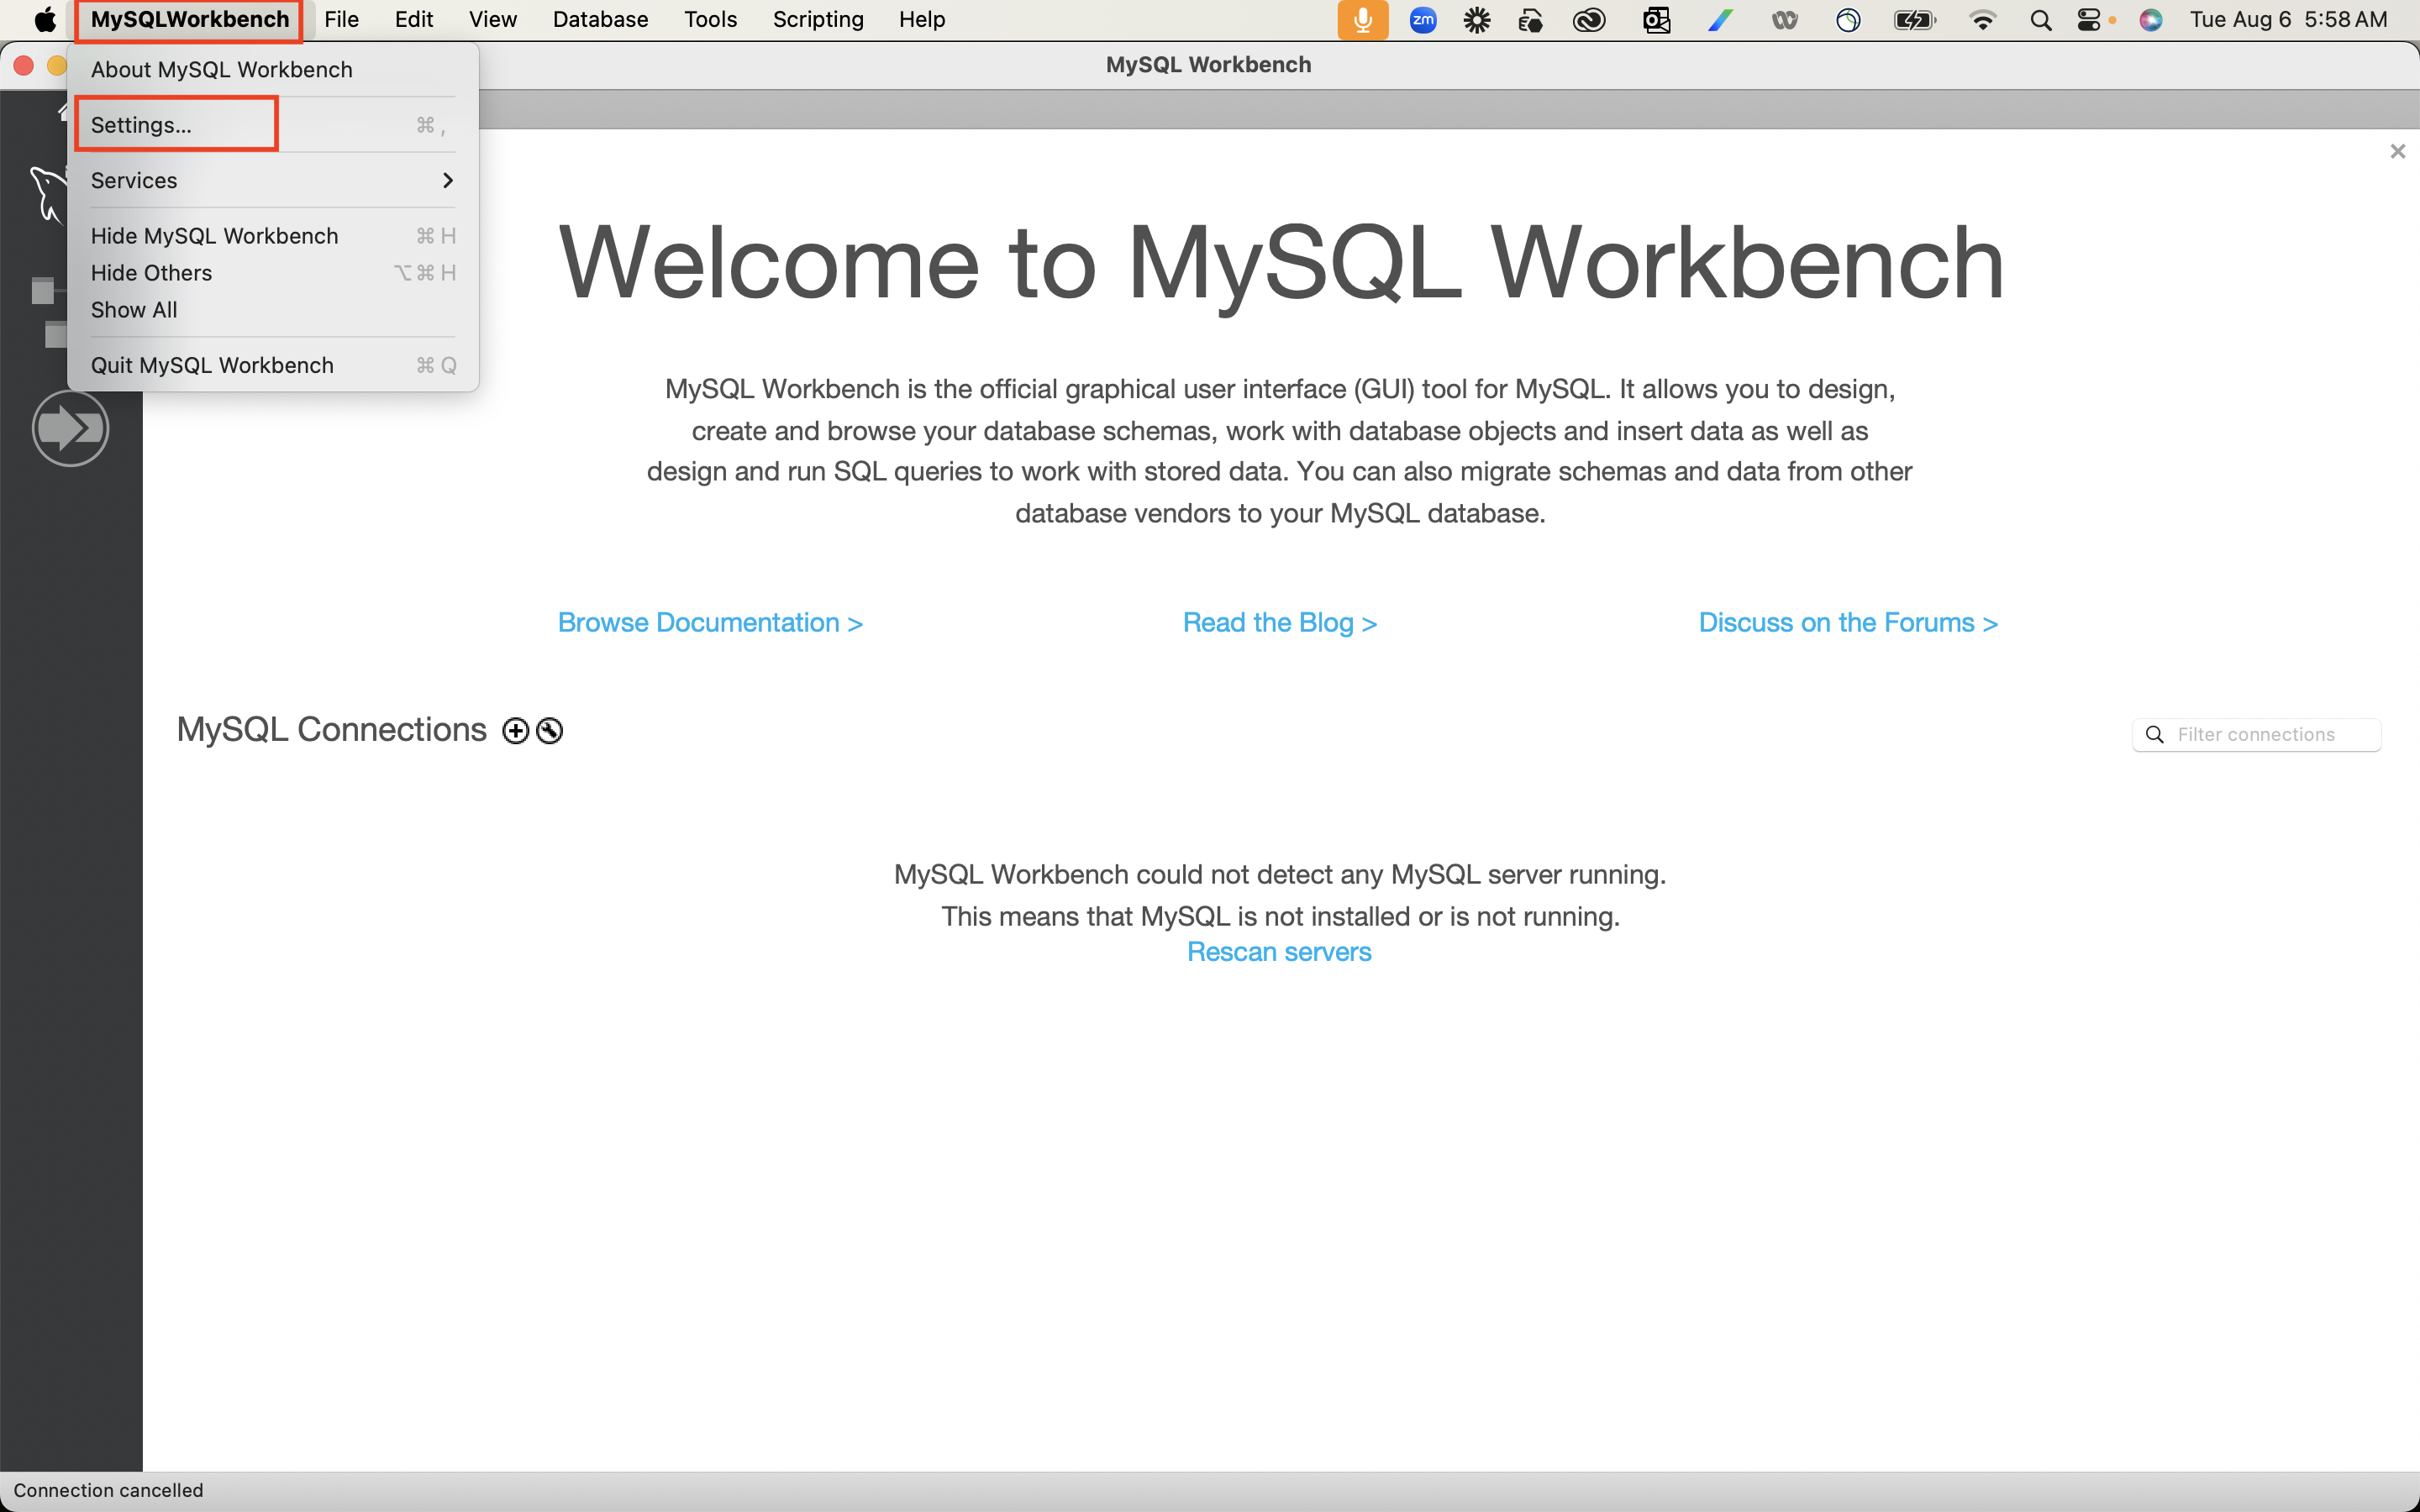 MySQLWorkbench File Edit View Database Tools Scripting Help zm Tue Aug 6 5:58 AM
MySQL Workbench
About MySQL Workbench
Settings... ⌘ ,
Services
Hide MySQL Workbench ⌘ H
Hide Others ⌥ ⌘ H
Show All
Quit MySQL Workbench ⌘ Q
Welcome to MySQL Workbench
MySQL Workbench is the official graphical user interface (GUI) tool for MySQL. It allows you to design,
create and browse your database schemas, work with database objects and insert data as well as
design and run SQL queries to work with stored data. You can also migrate schemas and data from other
database vendors to your MySQL database.
Browse Documentation > Read the Blog > Discuss on the Forums >
MySQL Connections Filter connections
MySQL Workbench could not detect any MySQL server running.
This means that MySQL is not installed or is not running.
Rescan servers
Connection cancelled